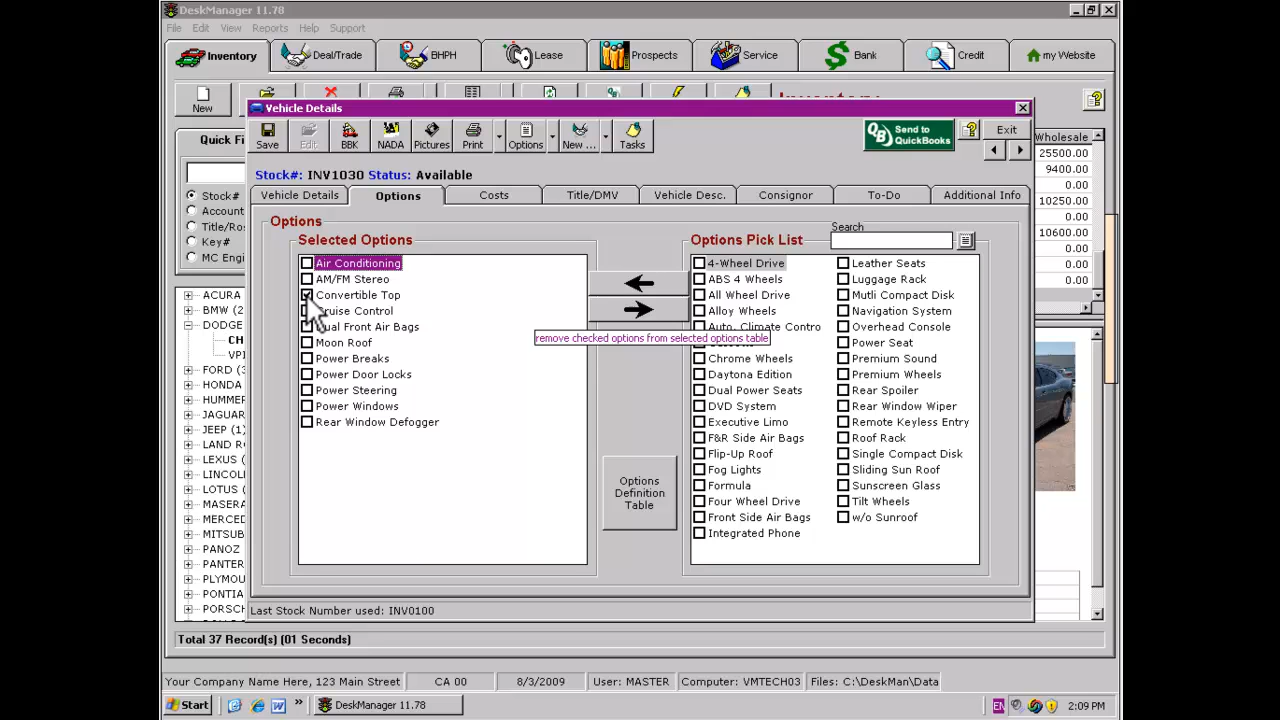 DeskManager 11.78
File Edit View Reports Help Support
Inventory Deal/Trade BHPH Lease Prospects Service Bank Credit my Website
New
Vehicle Details
Save Edit BBK NADA Pictures Print Options New ... Tasks Send to QuickBooks Exit
Stock#: INV1030 Status: Available
Vehicle Details Options Costs Title/DMV Vehicle Desc. Consignor To-Do Additional Info
Options
Selected Options
Air Conditioning
AM/FM Stereo
Convertible Top
Cruise Control
Dual Front Air Bags
Moon Roof
Power Breaks
Power Door Locks
Power Steering
Power Windows
Rear Window Defogger
remove checked options from selected options table
Options Definition Table
Options Pick List
Search
4-Wheel Drive
ABS 4 Wheels
All Wheel Drive
Alloy Wheels
Auto. Climate Contro
Chrome Wheels
Daytona Edition
Dual Power Seats
DVD System
Executive Limo
F&R Side Air Bags
Flip-Up Roof
Fog Lights
Formula
Four Wheel Drive
Front Side Air Bags
Integrated Phone
Leather Seats
Luggage Rack
Mutli Compact Disk
Navigation System
Overhead Console
Power Seat
Premium Sound
Premium Wheels
Rear Spoiler
Rear Window Wiper
Remote Keyless Entry
Roof Rack
Single Compact Disk
Sliding Sun Roof
Sunscreen Glass
Tilt Wheels
w/o Sunroof
Last Stock Number used: INV0100
Quick Fi
Stock#
Account
Title/Ros
Key#
MC Engi
ACURA
BMW (
DODGE
CH
VPI
FORD (3
HONDA
HUMMER
JAGUAR
JEEP (1)
LAND R
LEXUS (
LINCOL
LOTUS (
MASERA
MERCED
MITSUB
PANOZ
PANTER
PLYMOU
PONTIA
PORSCH
Wholesale
25500.00
9400.00
0.00
10250.00
0.00
10600.00
0.00
Total 37 Record(s) (01 Seconds)
Your Company Name Here, 123 Main Street CA 00 8/3/2009 User: MASTER Computer: VMTECH03 Files: C:\DeskMan\Data
Start » DeskManager 11.78 EN 2:09 PM